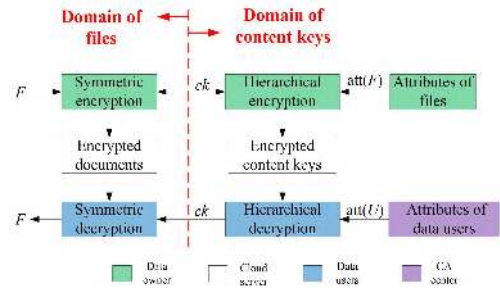 Domain of
files
Domain of
content keys
F
Symmetric
encryption
ck
Hierarchical
encryption
att(F)
Attributes
of files
Encrypted
documents
Encrypted
content keys
F
Symmetric
decryption
ck
Hierarchical
decryption
att(U)
Attributes of
data users
Data
owner
Cloud
server
Data
users
CA
center